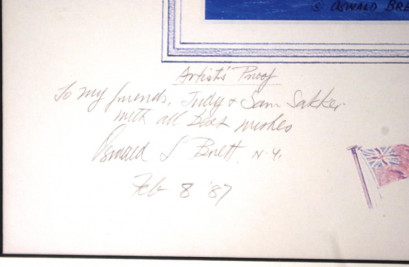 © OSWALD BRE
Artist's Proof
To my friends, Judy & Sam Sakker
with all best wishes
Oswald L Brett N.Y.
Feb 8 '87